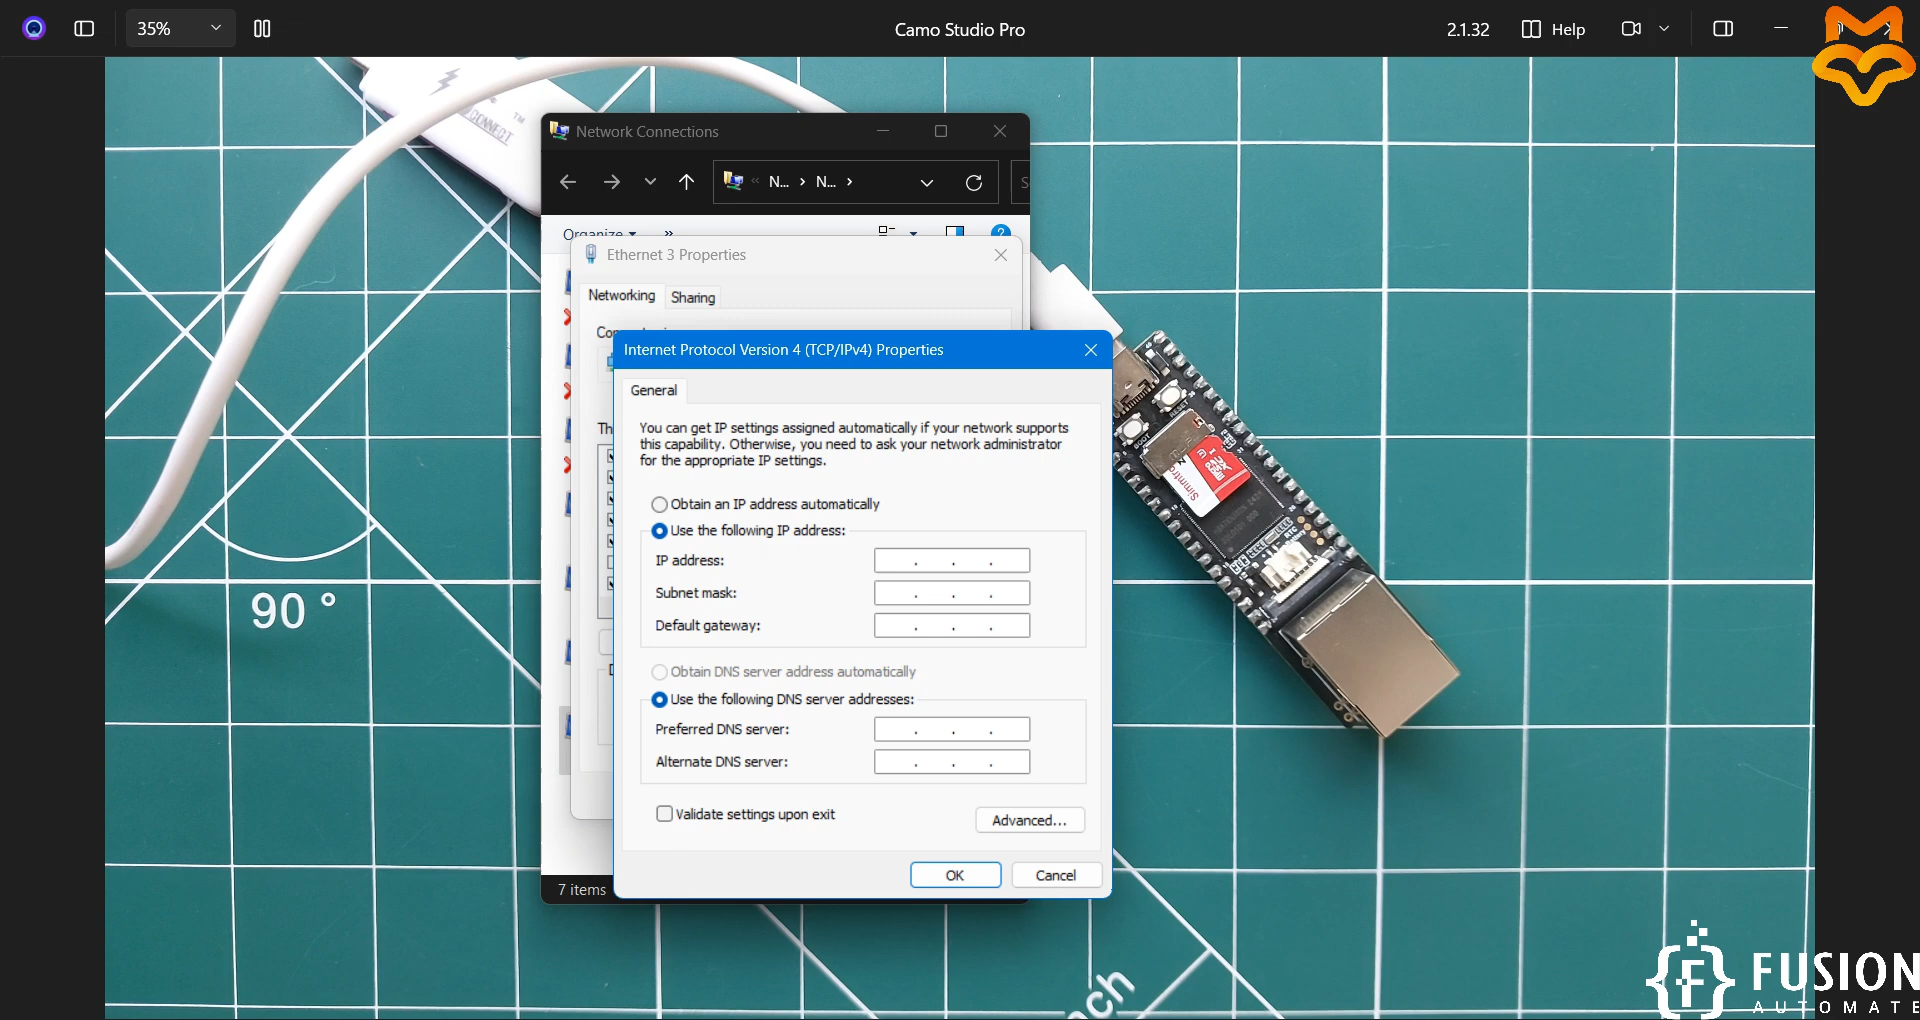 35%
Camo Studio Pro
2.1.32
Help
CONNECT ™
Network Connections
N...
N...
S
Organize
»
?
Ethernet 3 Properties
Networking
Sharing
Internet Protocol Version 4 (TCP/IPv4) Properties
General
You can get IP settings assigned automatically if your network supports
this capability. Otherwise, you need to ask your network administrator
for the appropriate IP settings.
Obtain an IP address automatically
Use the following IP address:
IP address:
. . .
Subnet mask:
. . .
Default gateway:
. . .
Obtain DNS server address automatically
Use the following DNS server addresses:
Preferred DNS server:
. . .
Alternate DNS server:
. . .
Validate settings upon exit
Advanced...
OK
Cancel
7 items
90°
RESET
BOOT
RTC
FUSION
AUTOMATE